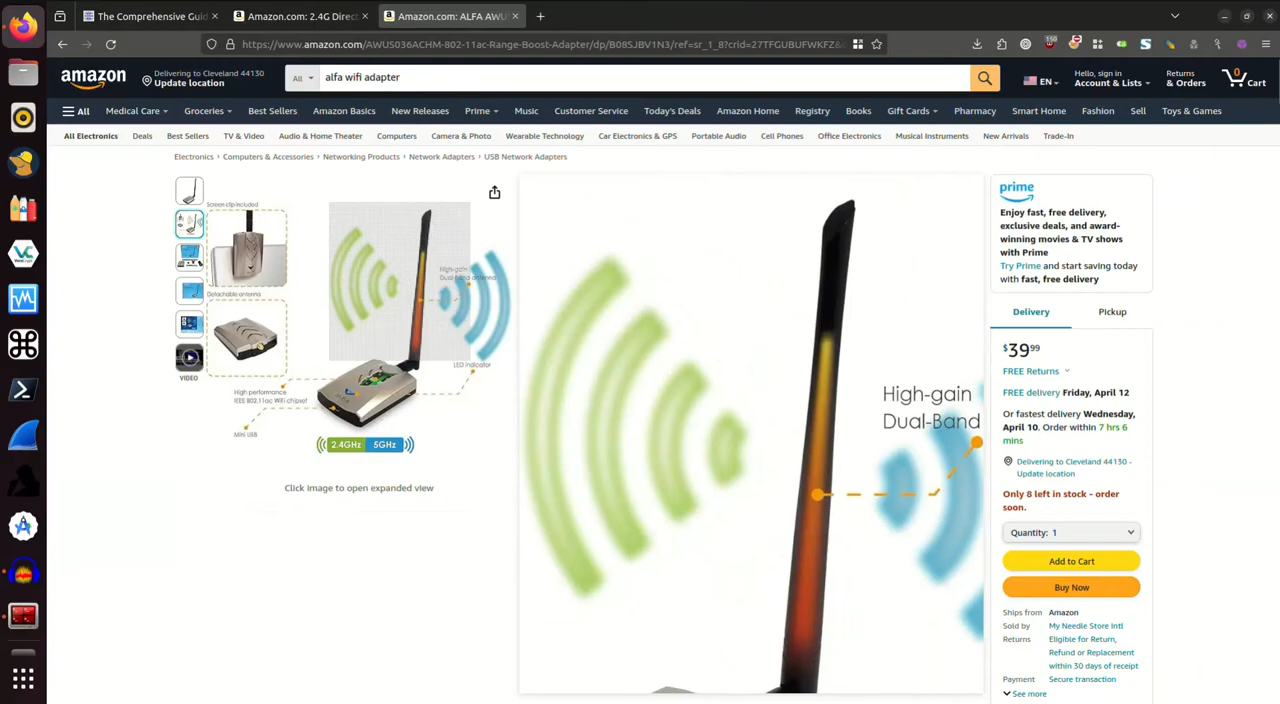 The Comprehensive Guid
Amazon.com: 2.4G Direct
Amazon.com: ALFA AWU
https://www.amazon.com/AWUS036ACHM-802-11ac-Range-Boost-Adapter/dp/B08SJBV1N3/ref=sr_1_8?crid=27TFGUBUFWKFZ&
150
amazon
Delivering to Cleveland 44130
Update location
All
alfa wifi adapter
EN
Hello, sign in
Account & Lists
Returns
& Orders
0
Cart
All
Medical Care
Groceries
Best Sellers
Amazon Basics
New Releases
Prime
Music
Customer Service
Today's Deals
Amazon Home
Registry
Books
Gift Cards
Pharmacy
Smart Home
Fashion
Sell
Toys & Games
All Electronics
Deals
Best Sellers
TV & Video
Audio & Home Theater
Computers
Camera & Photo
Wearable Technology
Car Electronics & GPS
Portable Audio
Cell Phones
Office Electronics
Musical Instruments
New Arrivals
Trade-In
Electronics › Computers & Accessories › Networking Products › Network Adapters › USB Network Adapters
Screen clip included
Detachable antenna
High-gain
Dual-band antenna
LED indicator
High performance
IEEE 802.11ac WiFi chipset
Mini USB
2.4GHz
5GHz
VIDEO
Click image to open expanded view
High-gain
Dual-Band
prime
Enjoy fast, free delivery,
exclusive deals, and award-
winning movies & TV shows
with Prime
Try Prime and start saving today
with fast, free delivery
Delivery
Pickup
$39 99
FREE Returns
FREE delivery Friday, April 12
Or fastest delivery Wednesday,
April 10. Order within 7 hrs 6
mins
Delivering to Cleveland 44130 -
Update location
Only 8 left in stock - order
soon.
Quantity: 1
Add to Cart
Buy Now
Ships from Amazon
Sold by My Needle Store Intl
Returns Eligible for Return,
Refund or Replacement
within 30 days of receipt
Payment Secure transaction
See more